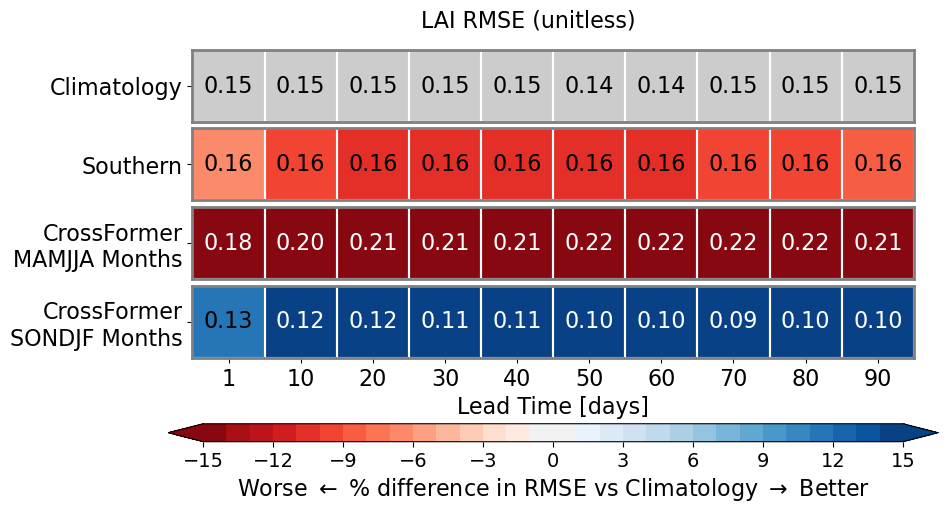 LAI RMSE (unitless)
Climatology 0.15 0.15 0.15 0.15 0.15 0.14 0.14 0.15 0.15 0.15
Southern 0.16 0.16 0.16 0.16 0.16 0.16 0.16 0.16 0.16 0.16
CrossFormer
MAMJJA Months 0.18 0.20 0.21 0.21 0.21 0.22 0.22 0.22 0.22 0.21
CrossFormer
SONDJF Months 0.13 0.12 0.12 0.11 0.11 0.10 0.10 0.09 0.10 0.10
1 10 20 30 40 50 60 70 80 90
Lead Time [days]
−15 −12 −9 −6 −3 0 3 6 9 12 15
Worse ← % difference in RMSE vs Climatology → Better